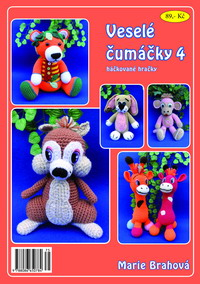 89,- Kč
Veselé
čumáčky 4
háčkované hračky
Marie Brahová